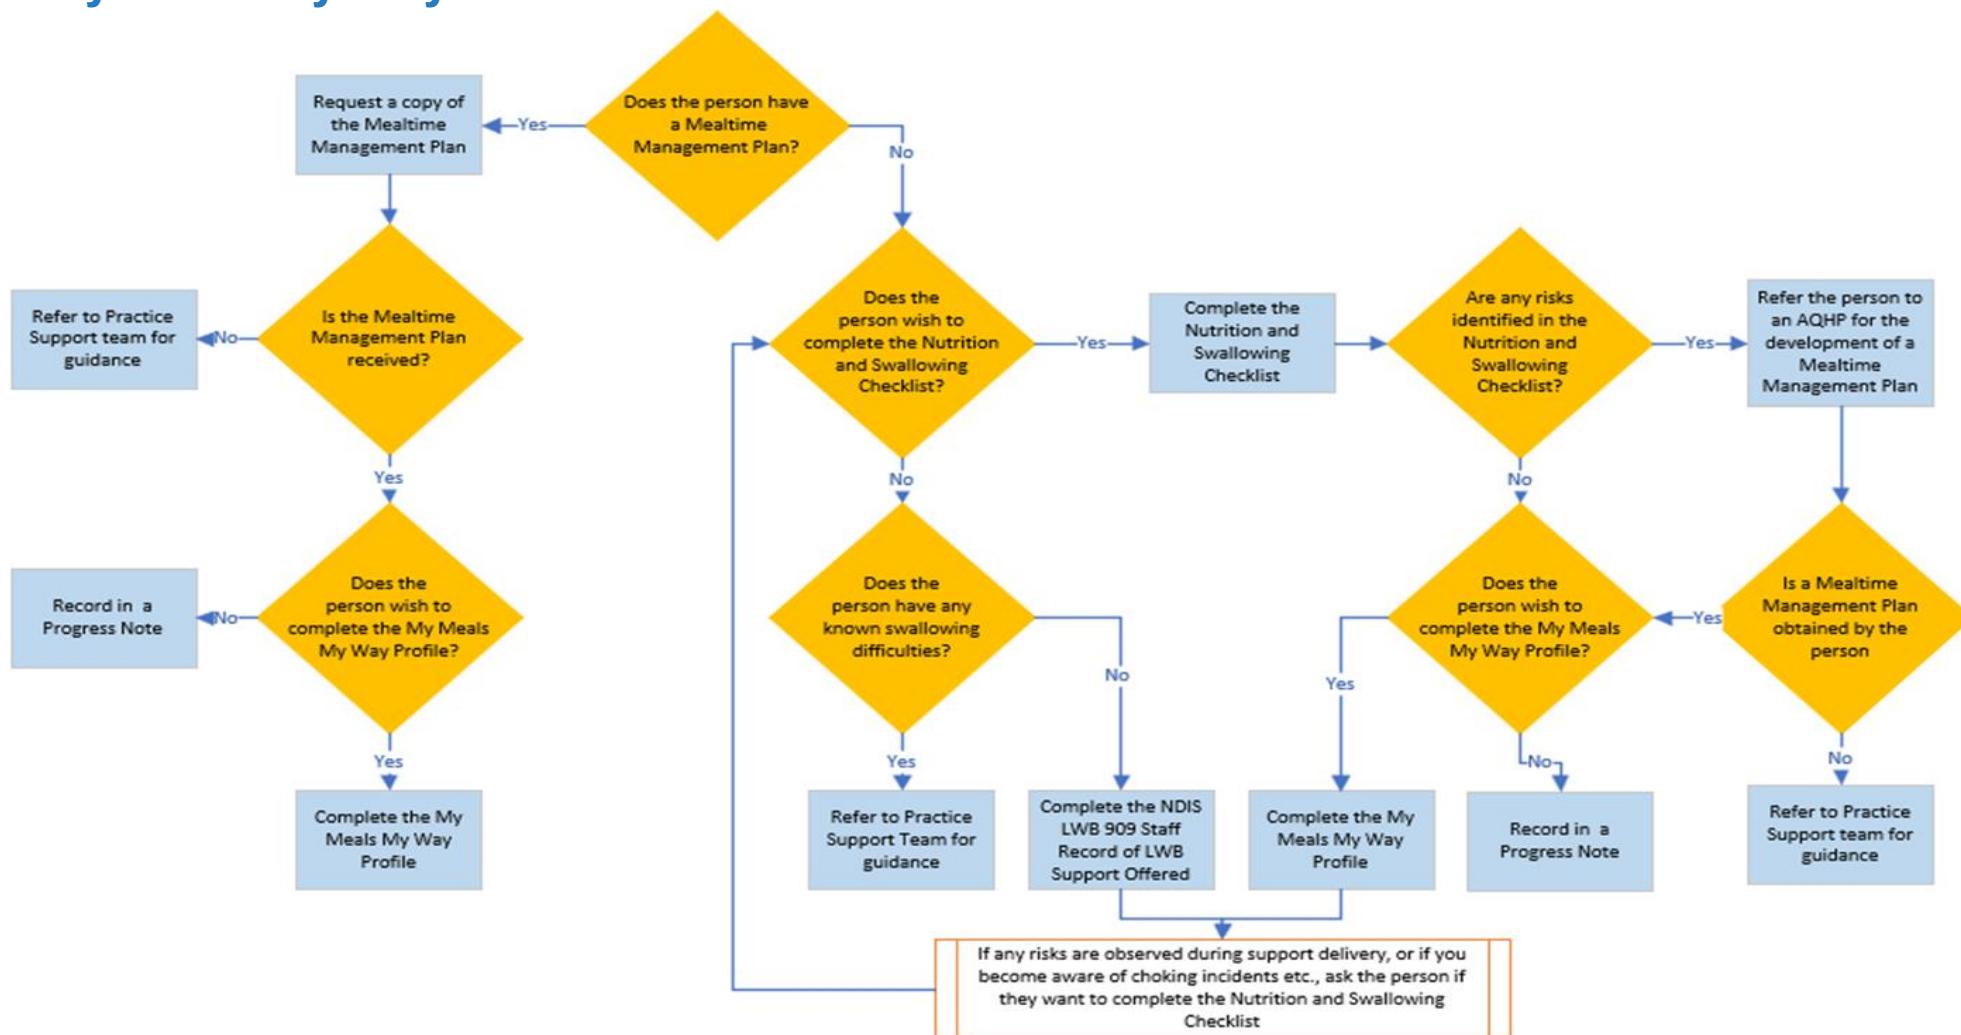 Does the person have
a Mealtime
Management Plan?
Yes
No
Request a copy of
the Mealtime
Management Plan
Is the Mealtime
Management Plan
received?
No
Refer to Practice
Support team for
guidance
Yes
Does the
person wish to
complete the My Meals
My Way Profile?
No
Record in a
Progress Note
Yes
Complete the My
Meals My Way
Profile
Does the
person wish to
complete the Nutrition
and Swallowing
Checklist?
Yes
Complete the
Nutrition and
Swallowing
Checklist
Are any risks
identified in the
Nutrition and
Swallowing
Checklist?
Yes
Refer the person to
an AQHP for the
development of a
Mealtime
Management Plan
No
Does the
person have any
known swallowing
difficulties?
Yes
Refer to Practice
Support Team for
guidance
No
Complete the NDIS
LWB 909 Staff
Record of LWB
Support Offered
No
Does the
person wish to
complete the My Meals
My Way Profile?
Yes
Complete the My
Meals My Way
Profile
No
Record in a
Progress Note
Is a Mealtime
Management Plan
obtained by the
person
Yes
No
Refer to Practice
Support team for
guidance
If any risks are observed during support delivery, or if you
become aware of choking incidents etc., ask the person if
they want to complete the Nutrition and Swallowing
Checklist